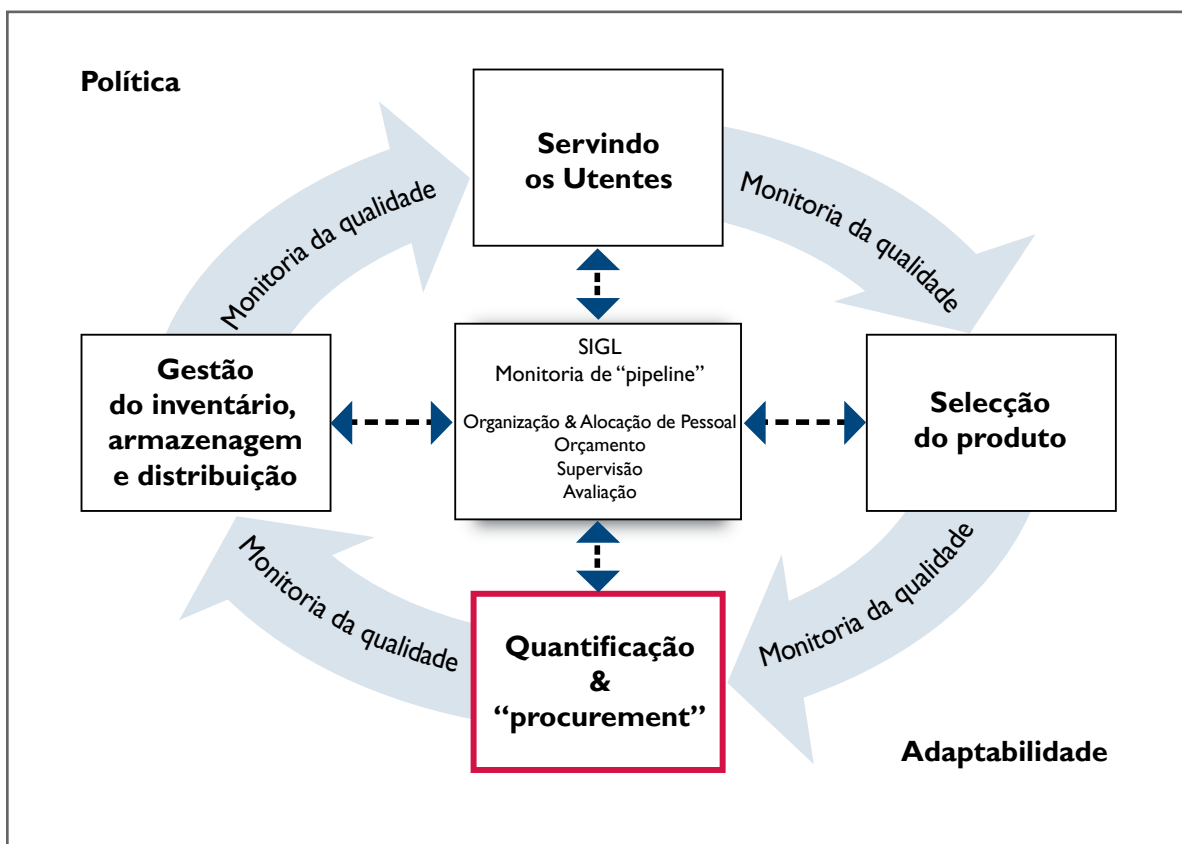 Política
Servindo
os Utentes
Monitoria da qualidade
Monitoria da qualidade
Gestão
do inventário,
armazenagem
e distribuição
SIGL
Monitoria de “pipeline”
Organização & Alocação de Pessoal
Orçamento
Supervisão
Avaliação
Selecção
do produto
Monitoria da qualidade
Monitoria da qualidade
Quantificação
&
“procurement”
Adaptabilidade